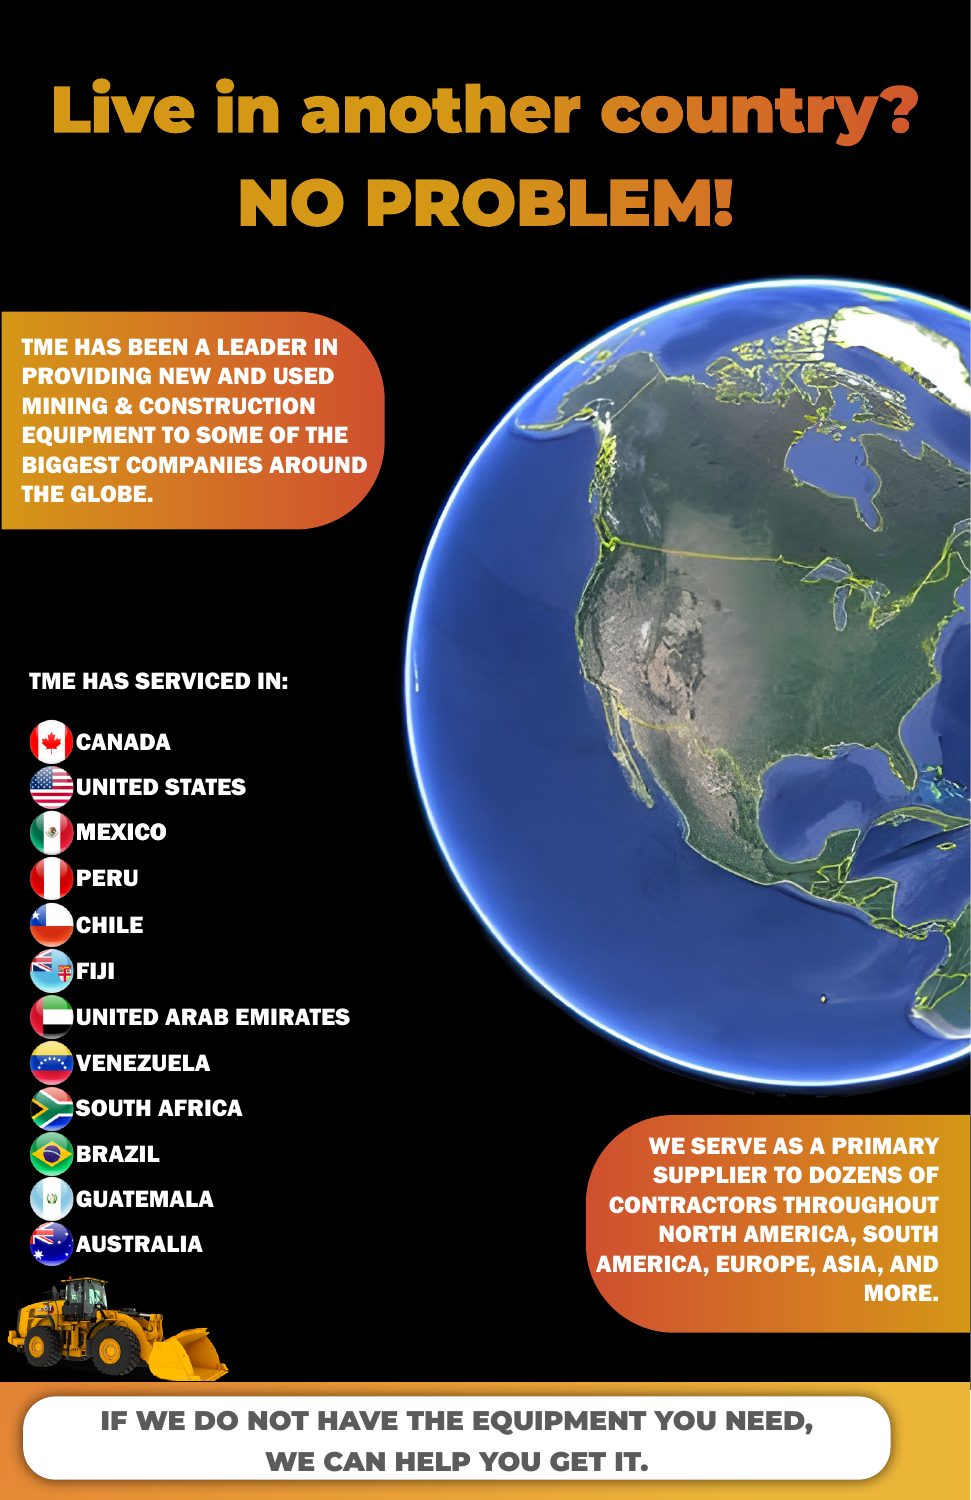 Live in another country?
NO PROBLEM!
TME HAS BEEN A LEADER IN
PROVIDING NEW AND USED
MINING & CONSTRUCTION
EQUIPMENT TO SOME OF THE
BIGGEST COMPANIES AROUND
THE GLOBE.
TME HAS SERVICED IN:
CANADA
UNITED STATES
MEXICO
PERU
CHILE
FIJI
UNITED ARAB EMIRATES
VENEZUELA
SOUTH AFRICA
BRAZIL
GUATEMALA
AUSTRALIA
WE SERVE AS A PRIMARY
SUPPLIER TO DOZENS OF
CONTRACTORS THROUGHOUT
NORTH AMERICA, SOUTH
AMERICA, EUROPE, ASIA, AND
MORE.
IF WE DO NOT HAVE THE EQUIPMENT YOU NEED,
WE CAN HELP YOU GET IT.